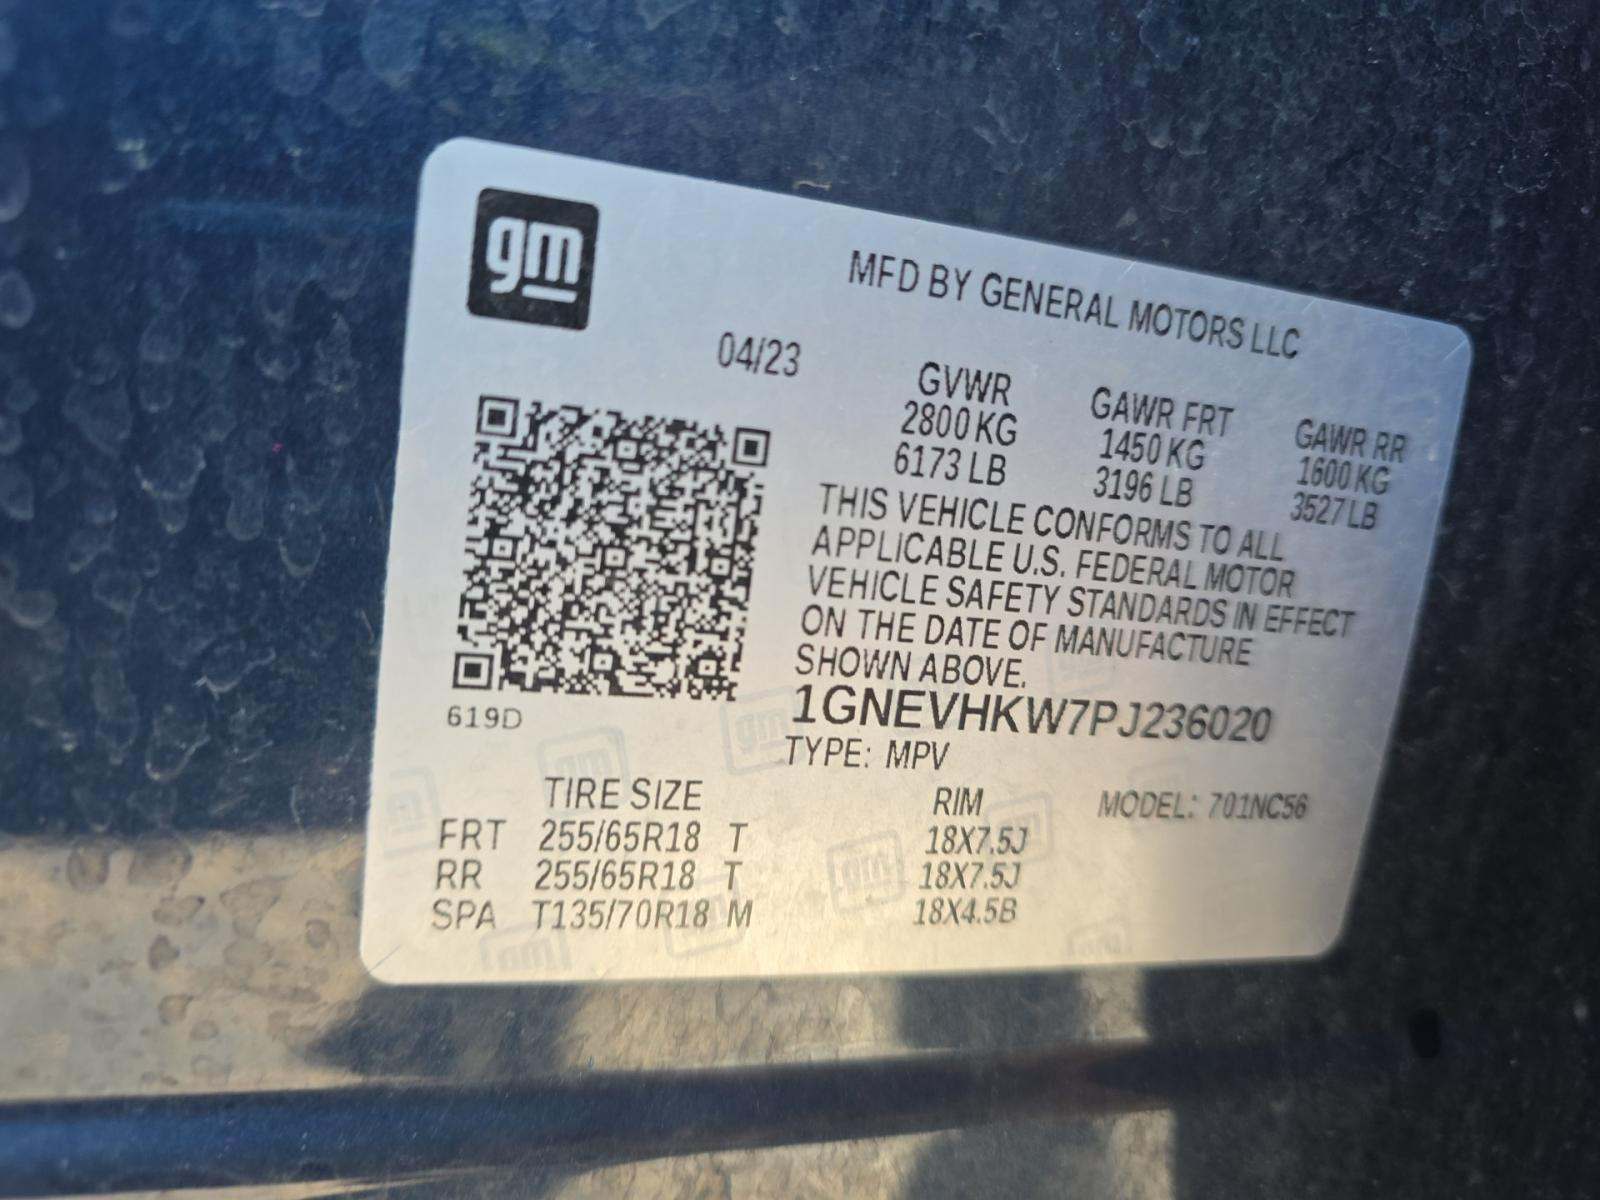 gm
MFD BY GENERAL MOTORS LLC
04/23
GVWR GAWR FRT GAWR RR
2800 KG 1450 KG 1600 KG
6173 LB 3196 LB 3527 LB
THIS VEHICLE CONFORMS TO ALL
APPLICABLE U.S. FEDERAL MOTOR
VEHICLE SAFETY STANDARDS IN EFFECT
ON THE DATE OF MANUFACTURE
SHOWN ABOVE.
1GNEVHKW7PJ236020
619D
TYPE: MPV
TIRE SIZE RIM MODEL: 701NC56
FRT 255/65R18 T 18X7.5J
RR 255/65R18 T 18X7.5J
SPA T135/70R18 M 18X4.5B